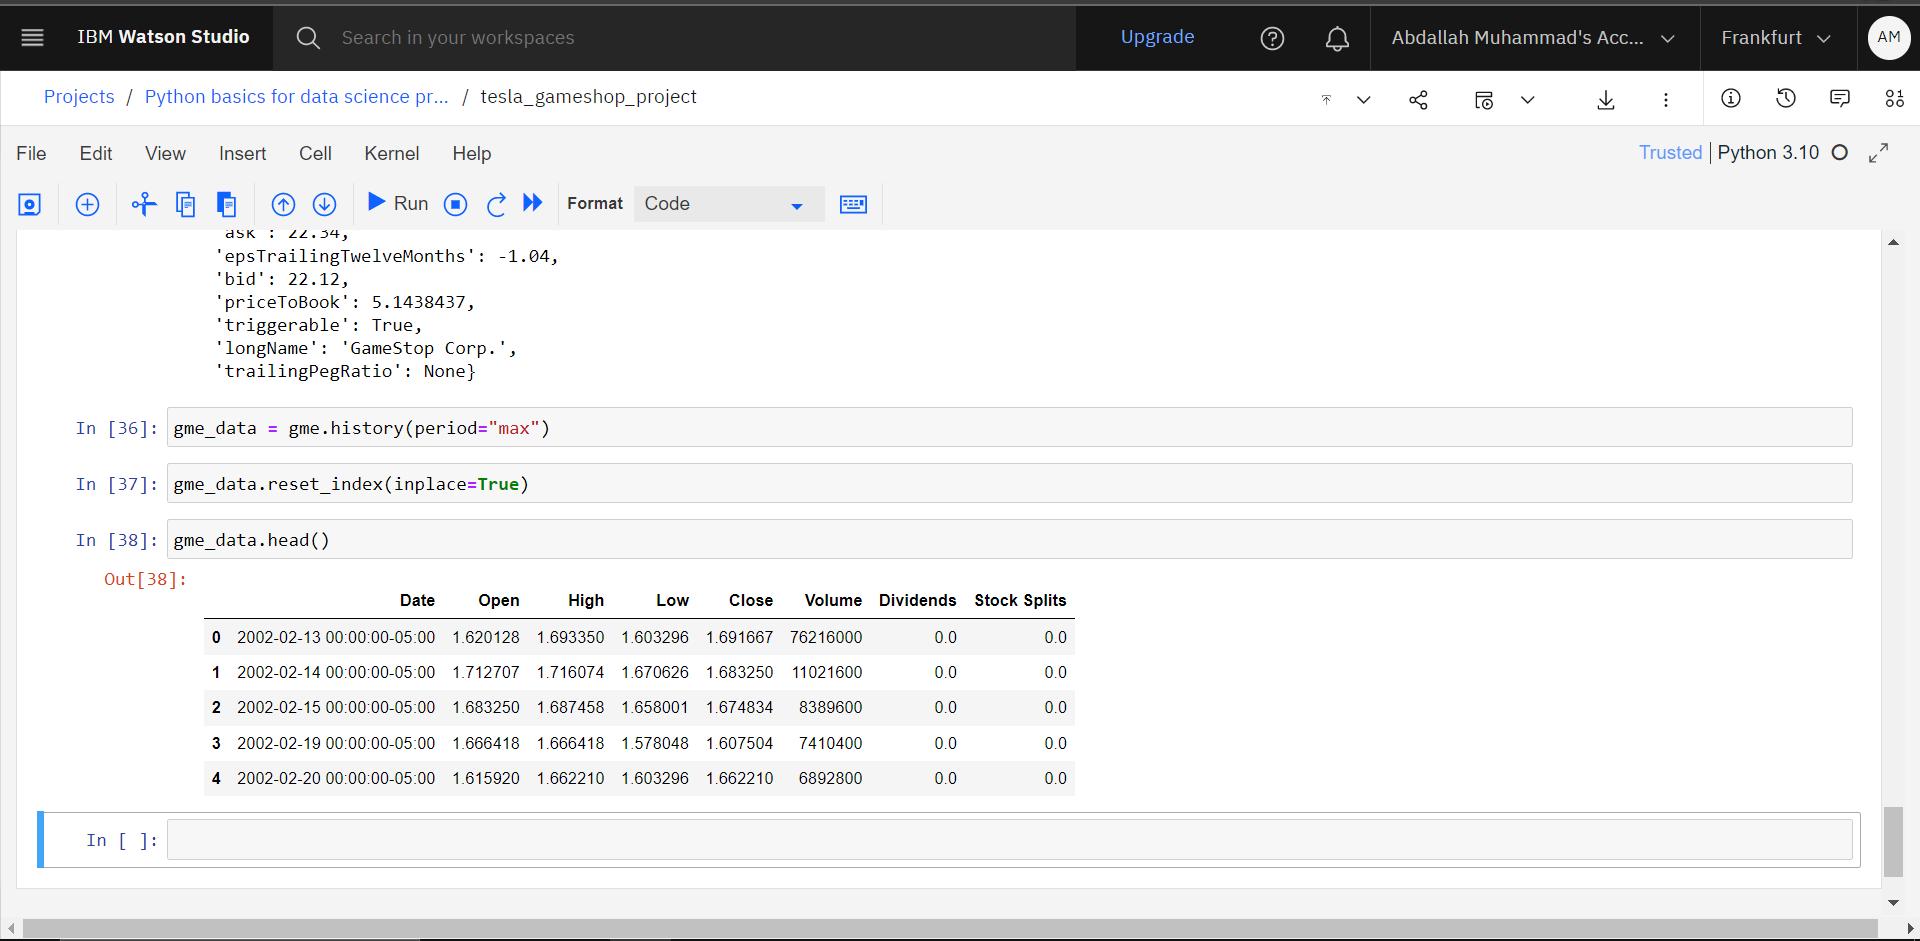 IBM Watson Studio
Search in your workspaces
Upgrade
Abdallah Muhammad's Acc...
Frankfurt
AM
Projects / Python basics for data science pr... / tesla_gameshop_project
File Edit View Insert Cell Kernel Help
Trusted | Python 3.10
Run
Format
Code
'ask': 22.34,
'epsTrailingTwelveMonths': -1.04,
'bid': 22.12,
'priceToBook': 5.1438437,
'triggerable': True,
'longName': 'GameStop Corp.',
'trailingPegRatio': None}
In [36]: gme_data = gme.history(period="max")
In [37]: gme_data.reset_index(inplace=True)
In [38]: gme_data.head()
Out[38]:
Date Open High Low Close Volume Dividends Stock Splits
0 2002-02-13 00:00:00-05:00 1.620128 1.693350 1.603296 1.691667 76216000 0.0 0.0
1 2002-02-14 00:00:00-05:00 1.712707 1.716074 1.670626 1.683250 11021600 0.0 0.0
2 2002-02-15 00:00:00-05:00 1.683250 1.687458 1.658001 1.674834 8389600 0.0 0.0
3 2002-02-19 00:00:00-05:00 1.666418 1.666418 1.578048 1.607504 7410400 0.0 0.0
4 2002-02-20 00:00:00-05:00 1.615920 1.662210 1.603296 1.662210 6892800 0.0 0.0
In [ ]: